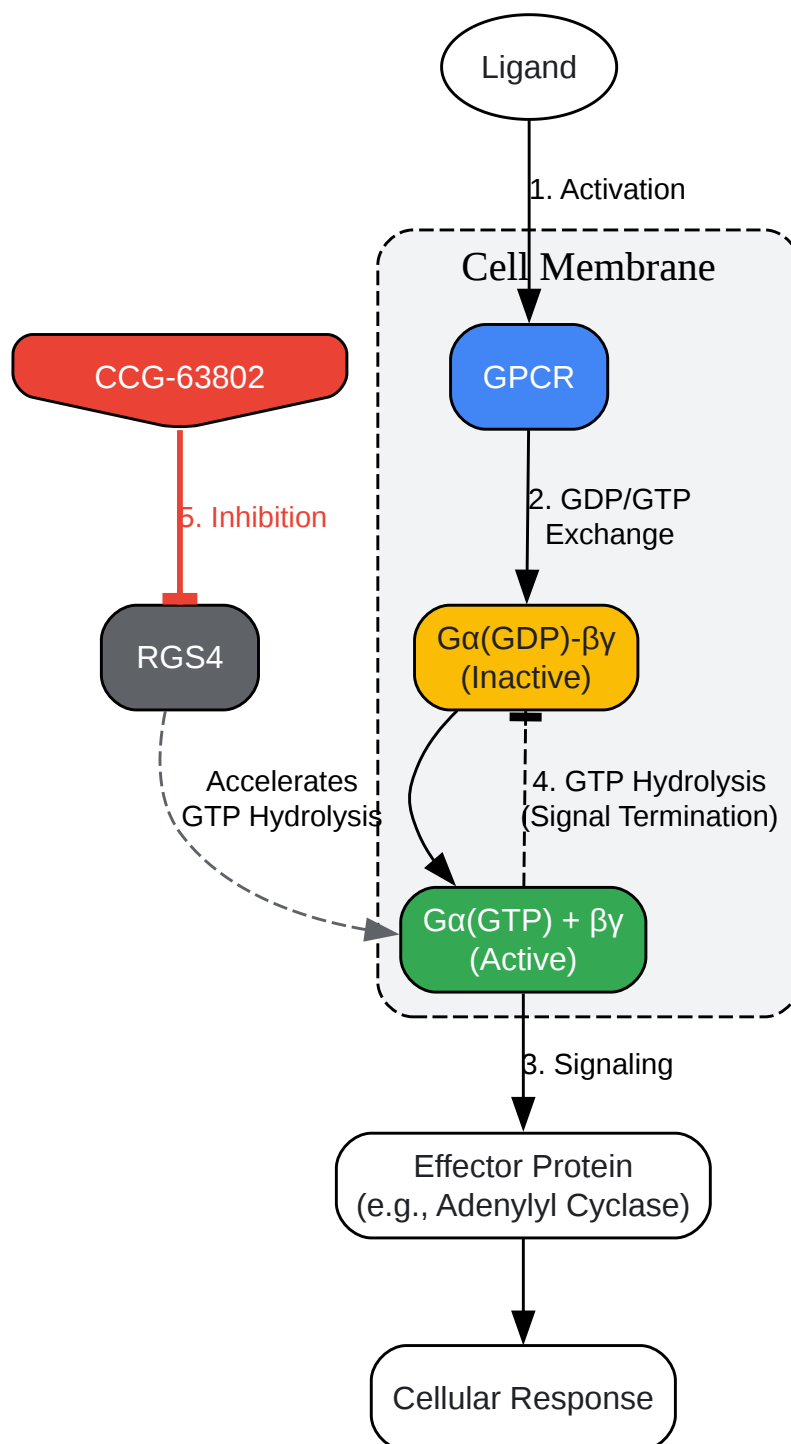 Ligand
1. Activation
Cell Membrane
CCG-63802
GPCR
5. Inhibition
2. GDP/GTP
Exchange
RGS4
Gα(GDP)-βγ
(Inactive)
Accelerates
GTP Hydrolysis
4. GTP Hydrolysis
(Signal Termination)
Gα(GTP) + βγ
(Active)
3. Signaling
Effector Protein
(e.g., Adenylyl Cyclase)
Cellular Response